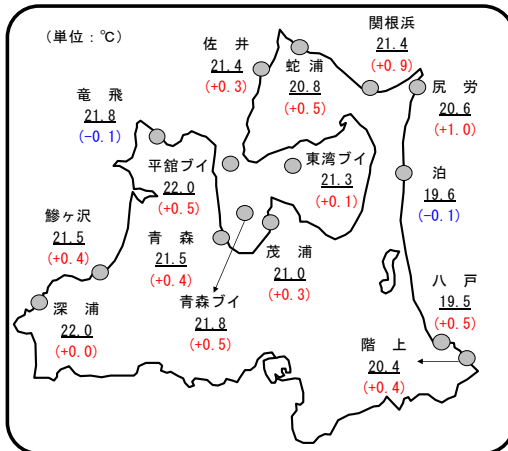 (単位：℃)
佐　井
21.4
(+0.3)
蛇　浦
20.8
(+0.5)
関根浜
21.4
(+0.9)
尻　労
20.6
(+1.0)
竜　飛
21.8
(-0.1)
平舘ブイ
22.0
(+0.5)
東湾ブイ
21.3
(+0.1)
泊
19.6
(-0.1)
鰺ヶ沢
21.5
(+0.4)
青　森
21.5
(+0.4)
茂　浦
21.0
(+0.3)
深　浦
22.0
(+0.0)
青森ブイ
21.8
(+0.5)
八　戸
19.5
(+0.5)
階　上
20.4
(+0.4)